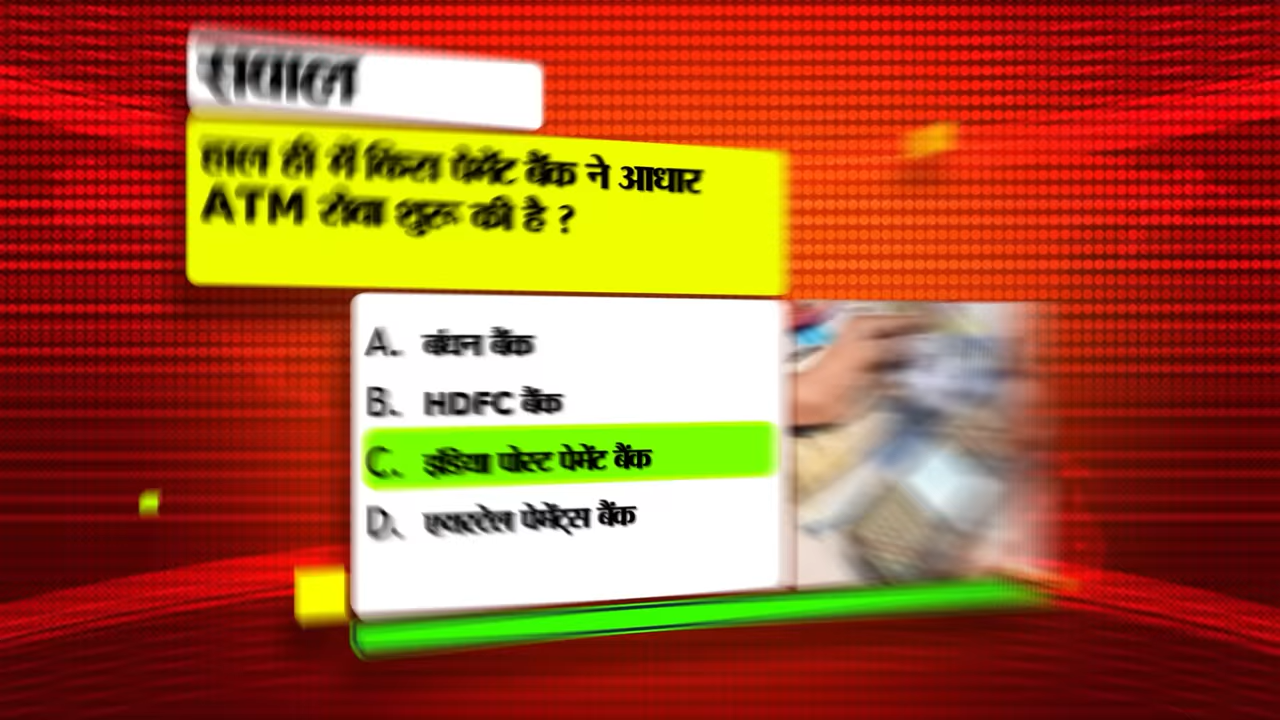 सवाल
हाल ही में किस पेमेंट बैंक ने आधार
ATM सेवा शुरू की है ?
A. बंधन बैंक
B. HDFC बैंक
C. इंडिया पोस्ट पेमेंट बैंक
D. एयरटेल पेमेंट्स बैंक